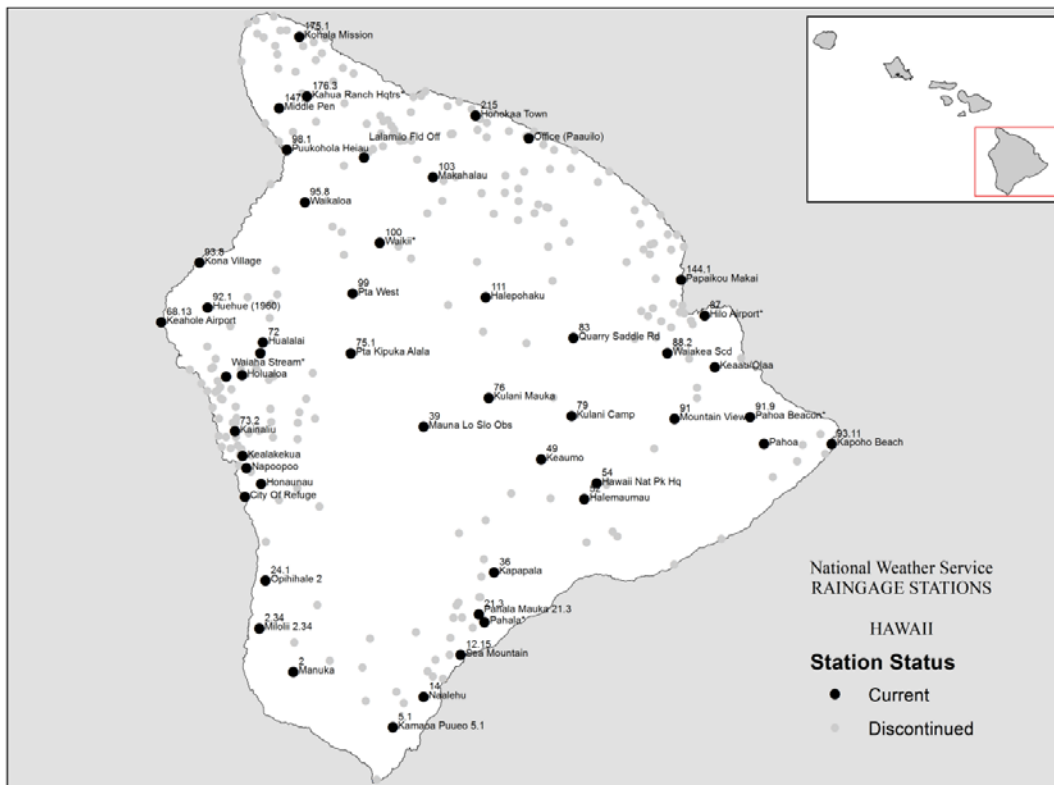 175.1
Kohala Mission
176.3
Kahua Ranch Hqtrs*
147
Middle Pen
215
Honokaa Town
Office (Paauilo)
98.1
Puukohola Heiau
Lalamilo Fld Off
103
Makahalau
95.8
Waikaloa
100
Waikii*
93.8
Kona Village
99
Pta West
111
Halepohaku
144.1
Papaikou Makai
92.1
Huehue (1960)
68.13
Keahole Airport
87
Hilo Airport*
72
Hualalai
75.1
Pta Kipuka Alala
83
Quarry Saddle Rd
88.2
Waiakea Scd
Waiaha Stream*
Holualoa
Keaau/Olaa
76
Kulani Mauka
79
Kulani Camp
91
Mountain View
91.9
Pahoa Beacon*
39
Mauna Lo Slo Obs
73.2
Kainaliu
Pahoa
93.11
Kapoho Beach
Kealakekua
Napoopoo
49
Keaumo
Honaunau
City Of Refuge
54
Hawaii Nat Pk Hq
52
Halemaumau
24.1
Opihihale 2
36
Kapapala
21.3
Pahala Mauka 21.3
Pahala*
2.34
Milolii 2.34
12.15
Sea Mountain
2
Manuka
14
Naalehu
5.1
Kamaoa Puueo 5.1
National Weather Service
RAINGAGE STATIONS
HAWAII
Station Status
Current
Discontinued